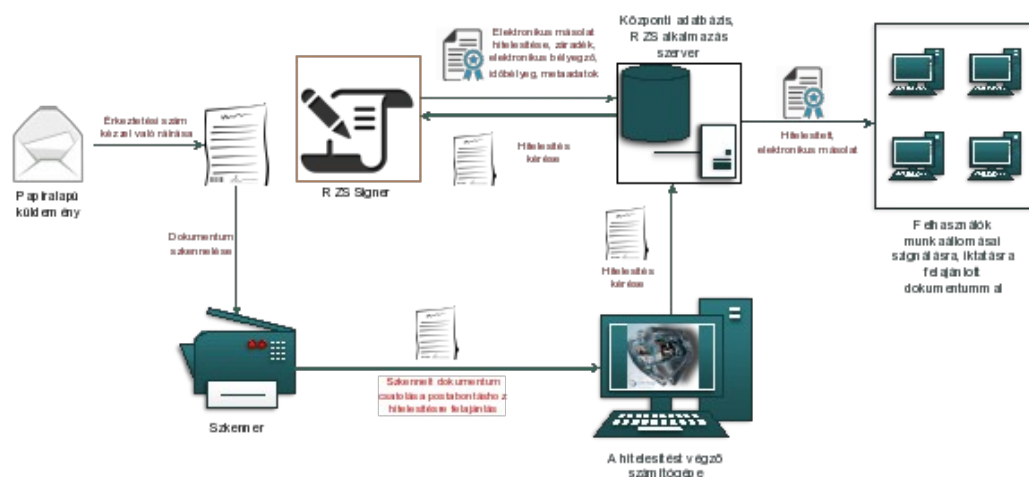 Papíralapú
küldemény
Érkeztetési szám
kézzel való ráírása
Dokumentum
szkennelése
Szkenner
Szkennelt dokumentum
csatolása postabontáshoz
hitelesítésre felajánlás
A hitelesítést végző
számítógépe
Hitelesítés
kérése
Központi adatbázis,
RZS alkalmazás
szerver
Hitelesítés
kérése
RZS Signer
Elektronikus másolat
hitelesítése, záradék,
elektronikus bélyegző,
időbélyeg, metaadatok
Hitelesített,
elektronikus másolat
Felhasználók
munkaállomásai
szignálásra, iktatásra
felajánlott
dokumentummal